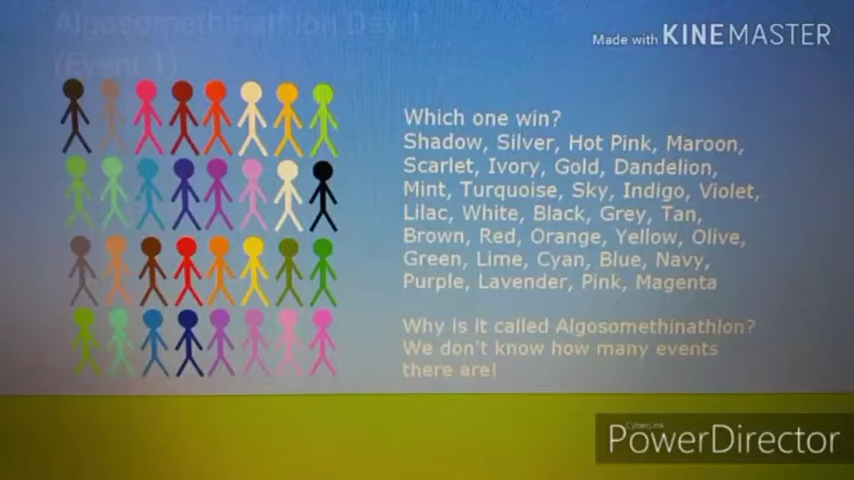 Algosomethinathlon Day 1
(Event 1)
Made with KINEMASTER
Which one win?
Shadow, Silver, Hot Pink, Maroon,
Scarlet, Ivory, Gold, Dandelion,
Mint, Turquoise, Sky, Indigo, Violet,
Lilac, White, Black, Grey, Tan,
Brown, Red, Orange, Yellow, Olive,
Green, Lime, Cyan, Blue, Navy,
Purple, Lavender, Pink, Magenta
Why is it called Algosomethinathlon?
We don't know how many events
there are!
CyberLink
PowerDirector